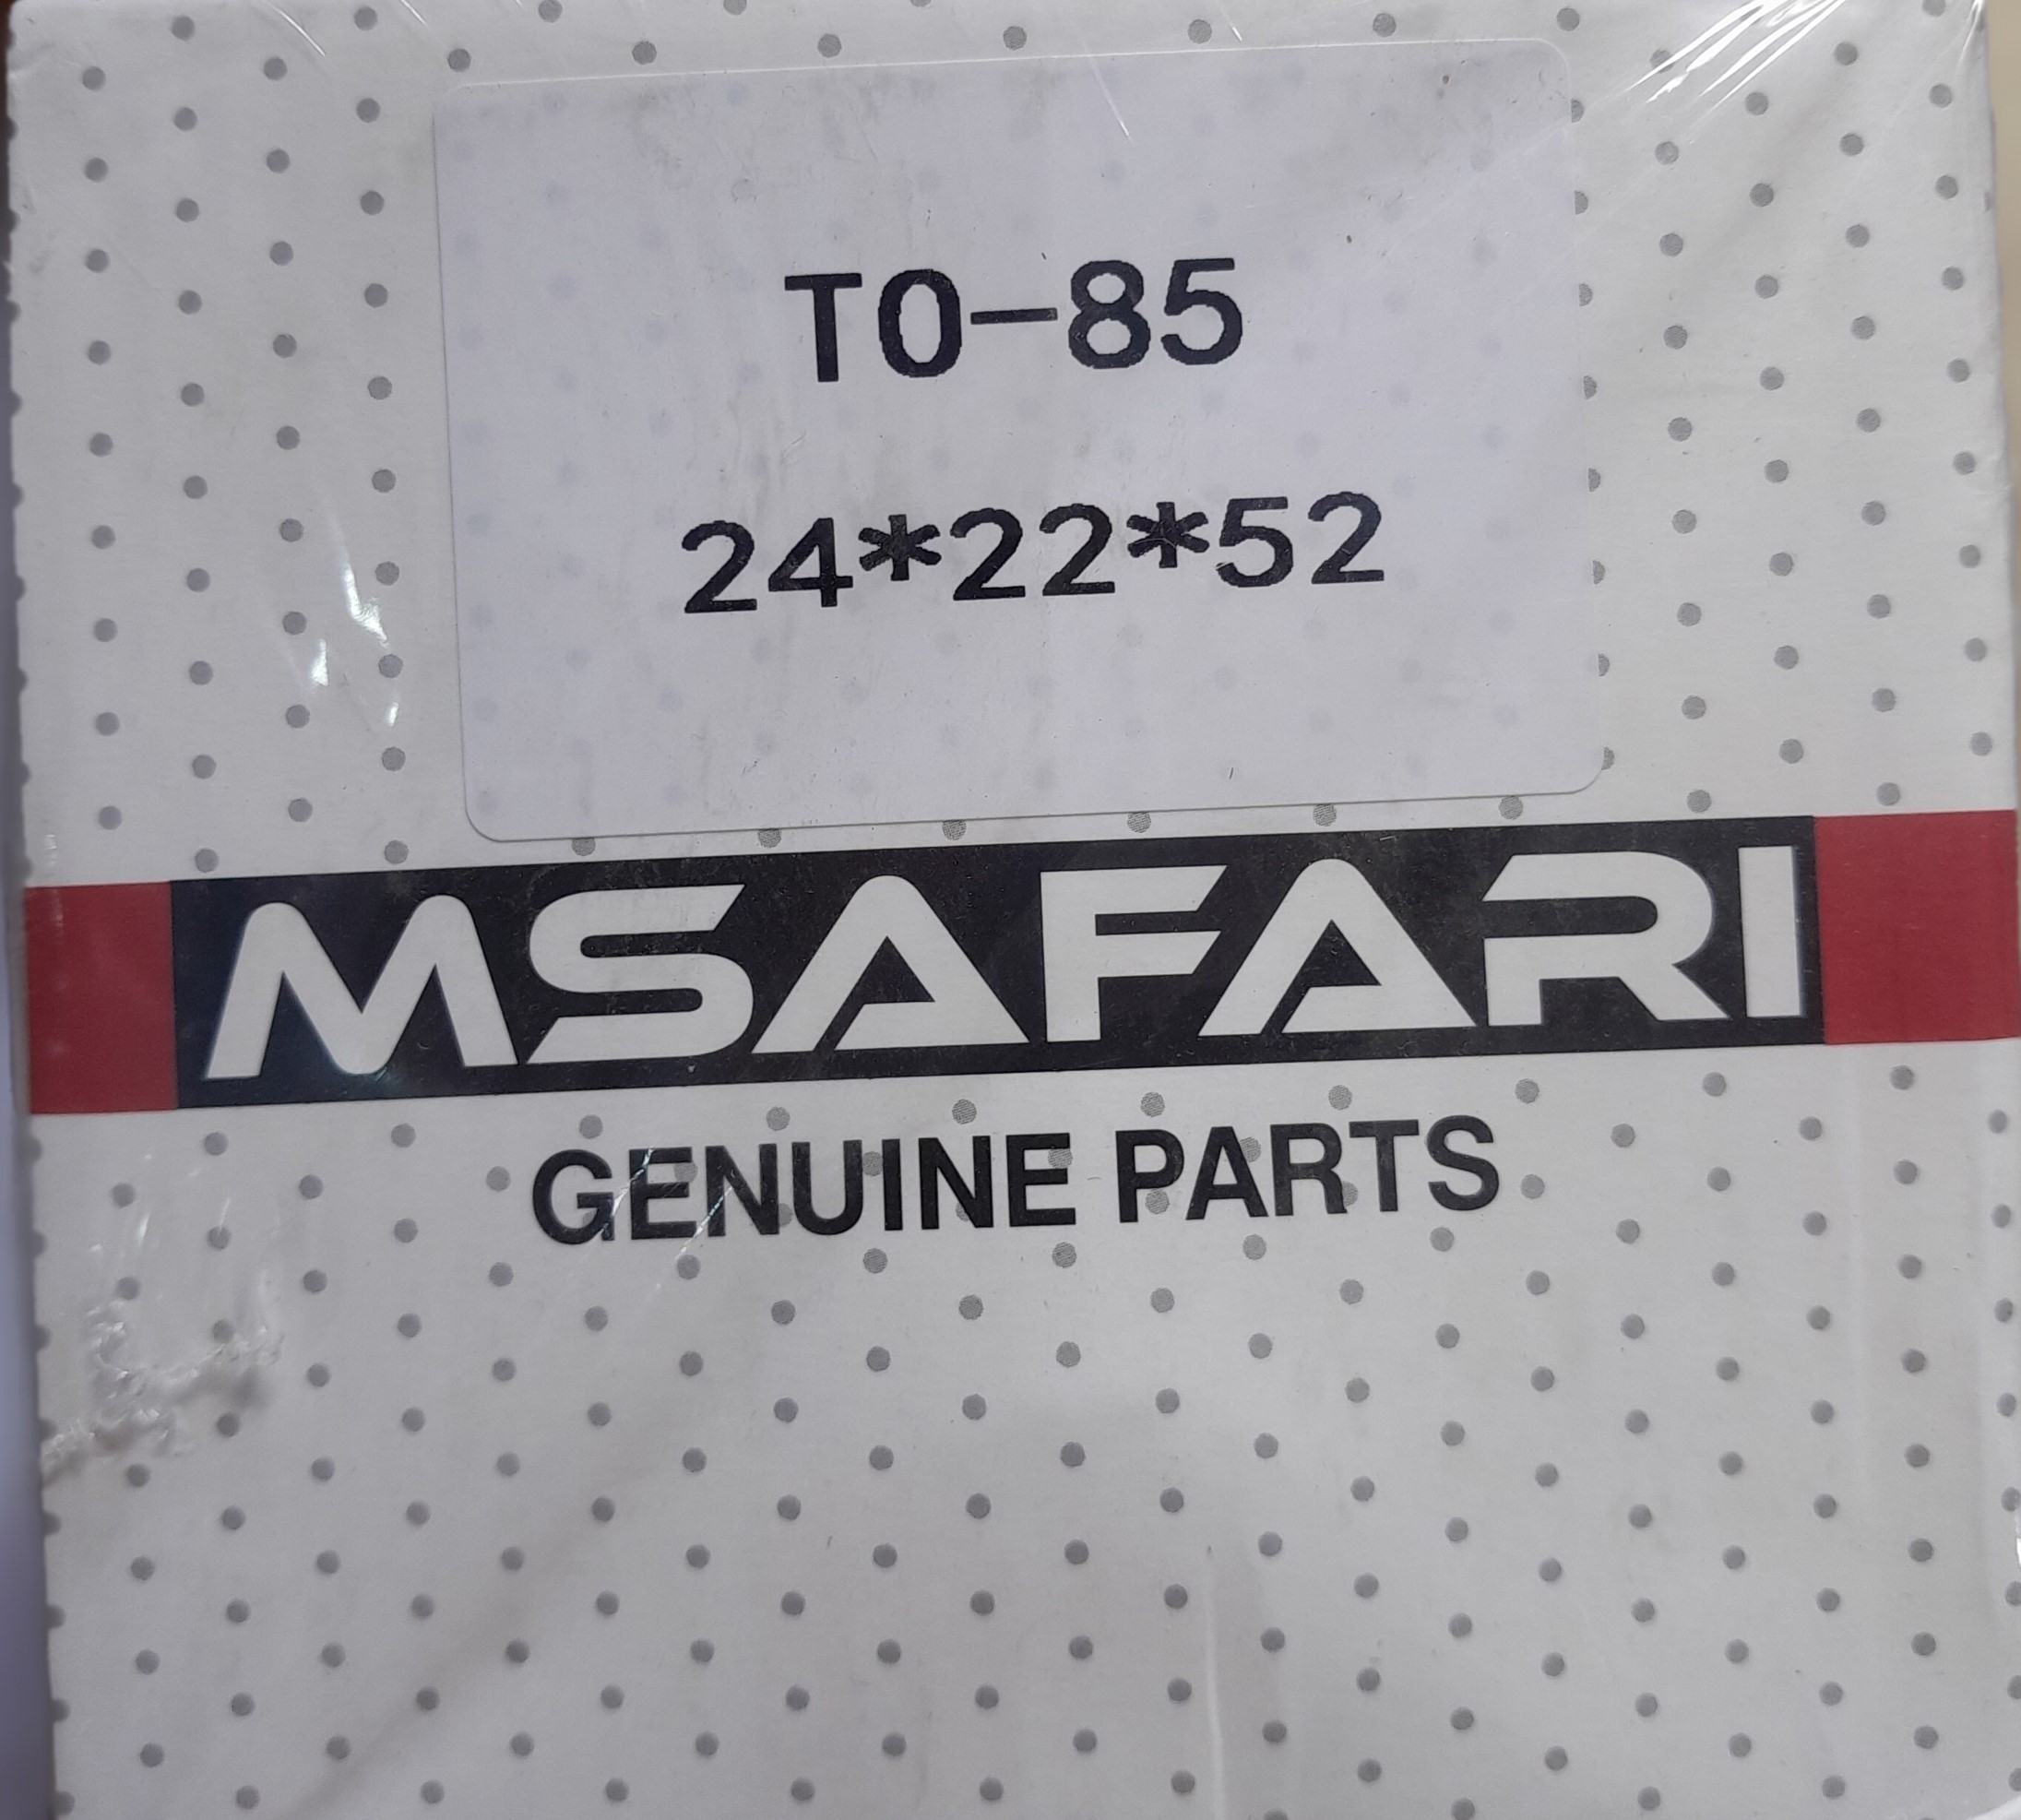 TO-85
24*22*52
MSAFARI
GENUINE PARTS